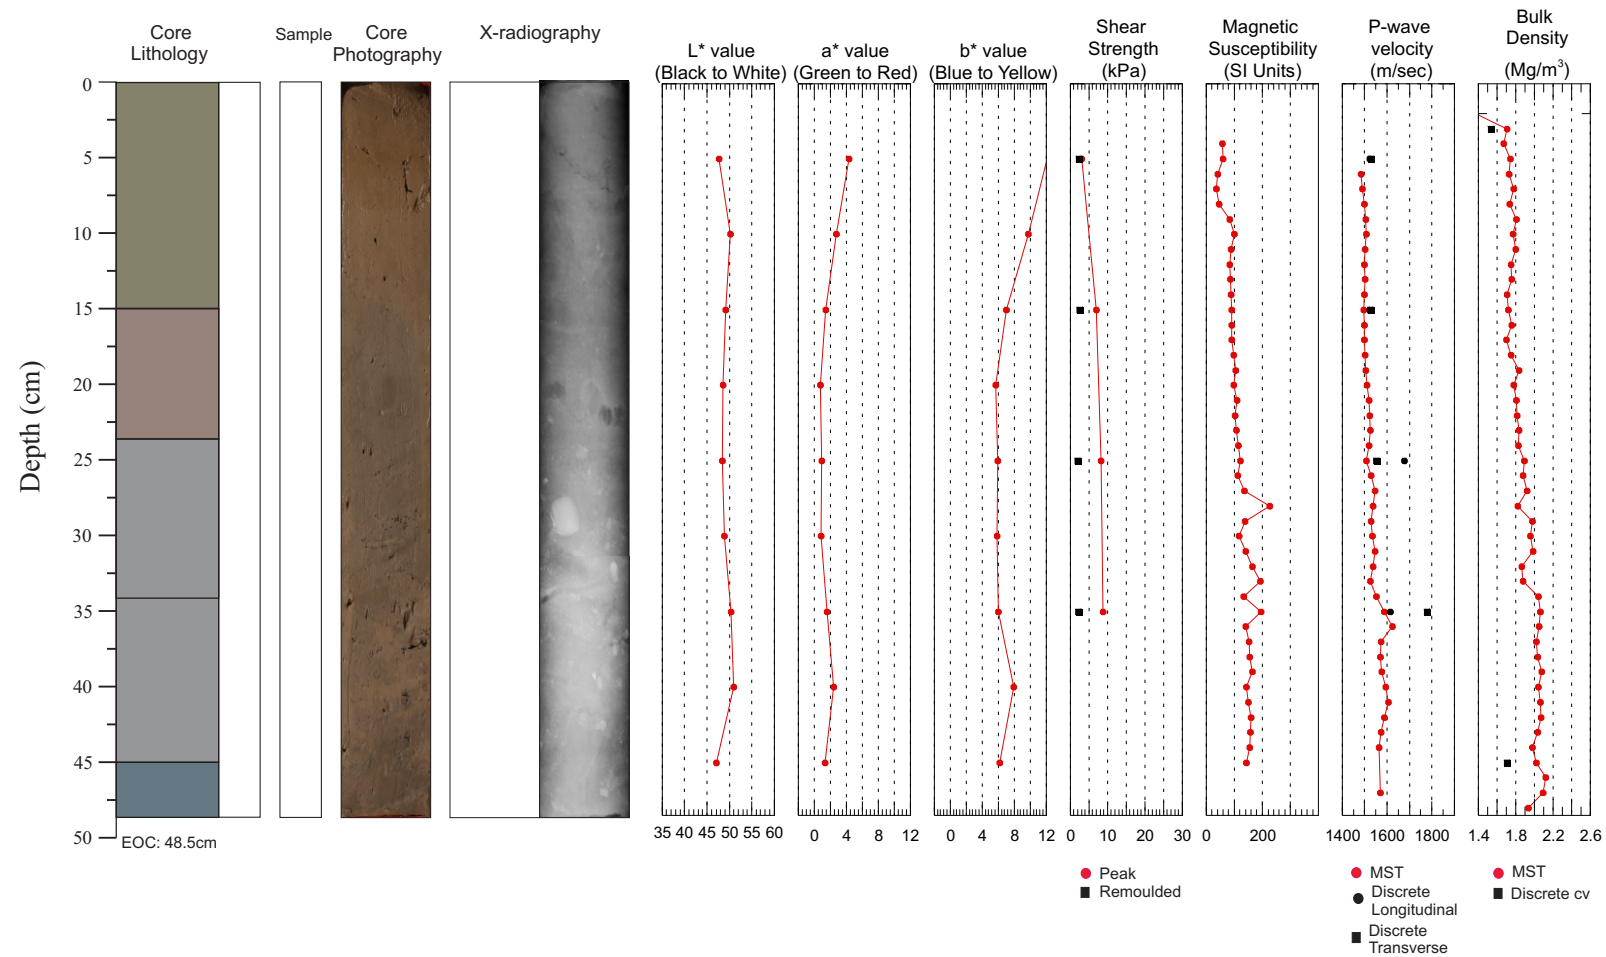 Core
Lithology
Sample
Core
Photography
X-radiography
L* value
(Black to White)
a* value
(Green to Red)
b* value
(Blue to Yellow)
Shear
Strength
(kPa)
Magnetic
Susceptibility
(SI Units)
P-wave
velocity
(m/sec)
Bulk
Density
(Mg/m³)
Depth (cm)
0
5
10
15
20
25
30
35
40
45
50
EOC: 48.5cm
35 40 45 50 55 60
0 4 8 12
0 4 8 12
0 10 20 30
0 200
1400 1600 1800
1.4 1.8 2.2 2.6
Peak
Remoulded
MST
Discrete
Longitudinal
Discrete
Transverse
MST
Discrete cv